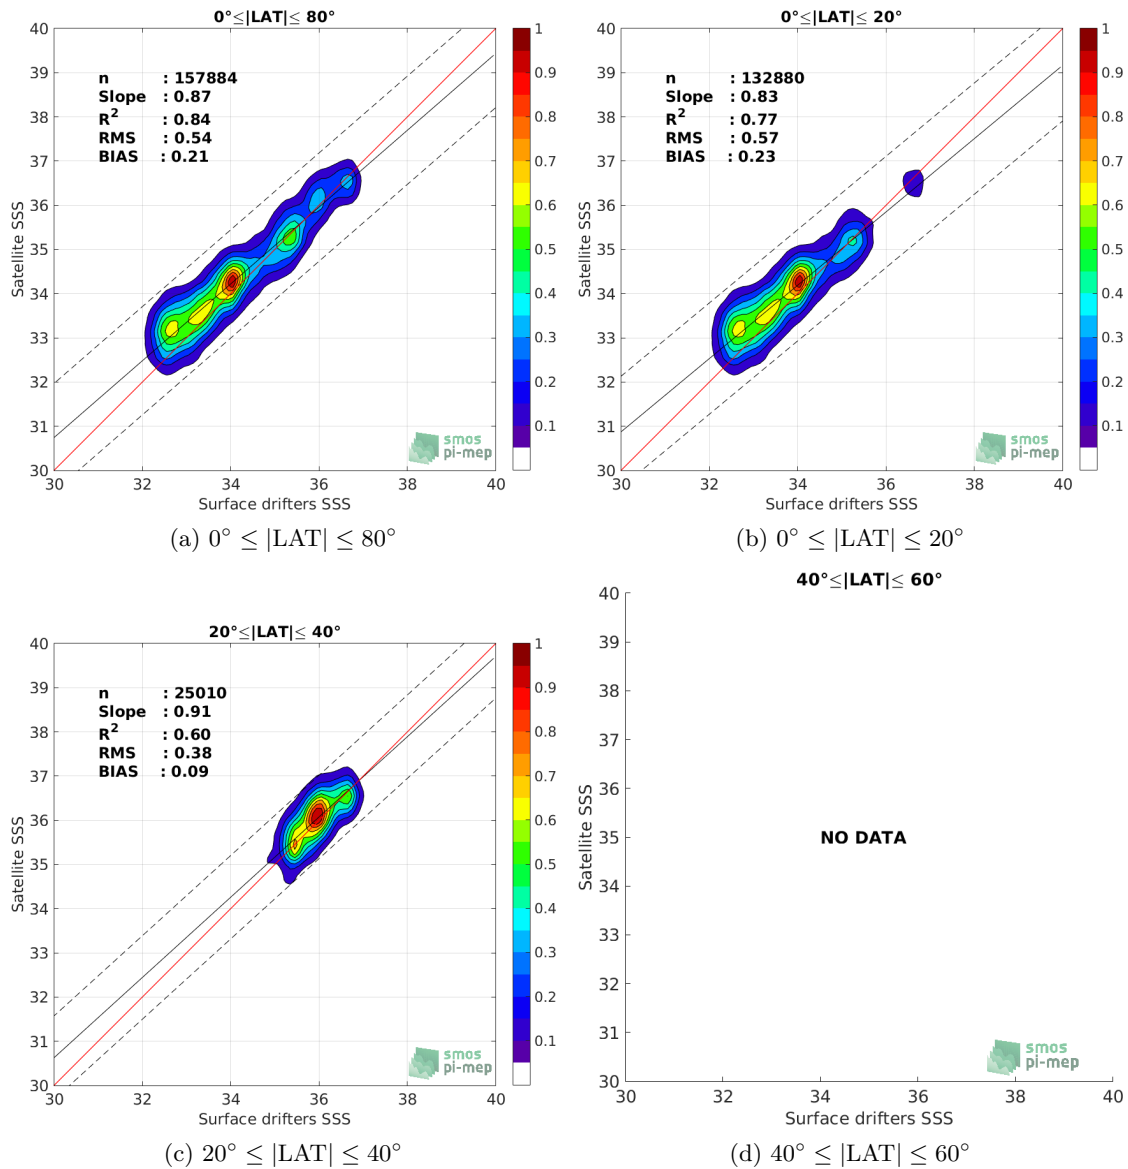 0°≤|LAT|≤ 80°
40
39
38
37
36
35
34
33
32
31
30
Satellite SSS
n : 157884
Slope : 0.87
R2 : 0.84
RMS : 0.54
BIAS : 0.21
smos
pi-mep
30 32 34 36 38 40
Surface drifters SSS
1
0.9
0.8
0.7
0.6
0.5
0.4
0.3
0.2
0.1
(a) 0° ≤ |LAT| ≤ 80°
0°≤|LAT|≤ 20°
40
39
38
37
36
35
34
33
32
31
30
Satellite SSS
n : 132880
Slope : 0.83
R2 : 0.77
RMS : 0.57
BIAS : 0.23
smos
pi-mep
30 32 34 36 38 40
Surface drifters SSS
1
0.9
0.8
0.7
0.6
0.5
0.4
0.3
0.2
0.1
(b) 0° ≤ |LAT| ≤ 20°
20°≤|LAT|≤ 40°
40
39
38
37
36
35
34
33
32
31
30
Satellite SSS
n : 25010
Slope : 0.91
R2 : 0.60
RMS : 0.38
BIAS : 0.09
smos
pi-mep
30 32 34 36 38 40
Surface drifters SSS
1
0.9
0.8
0.7
0.6
0.5
0.4
0.3
0.2
0.1
(c) 20° ≤ |LAT| ≤ 40°
40°≤|LAT|≤ 60°
40
39
38
37
36
35
34
33
32
31
30
Satellite SSS
NO DATA
smos
pi-mep
30 32 34 36 38 40
Surface drifters SSS
(d) 40° ≤ |LAT| ≤ 60°